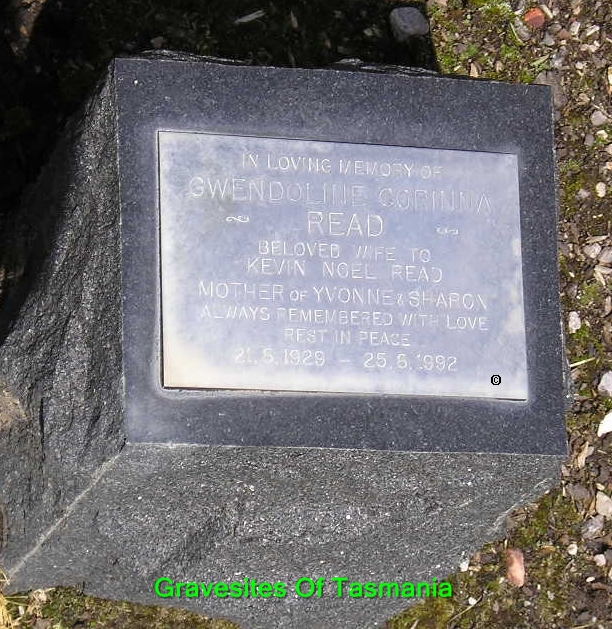 IN LOVING MEMORY OF
GWENDOLINE CORINNA
READ
BELOVED WIFE TO
KEVIN NOEL READ
MOTHER OF YVONNE & SHARON
ALWAYS REMEMBERED WITH LOVE
REST IN PEACE
21.5.1929 – 25.6.1992
©
Gravesites Of Tasmania